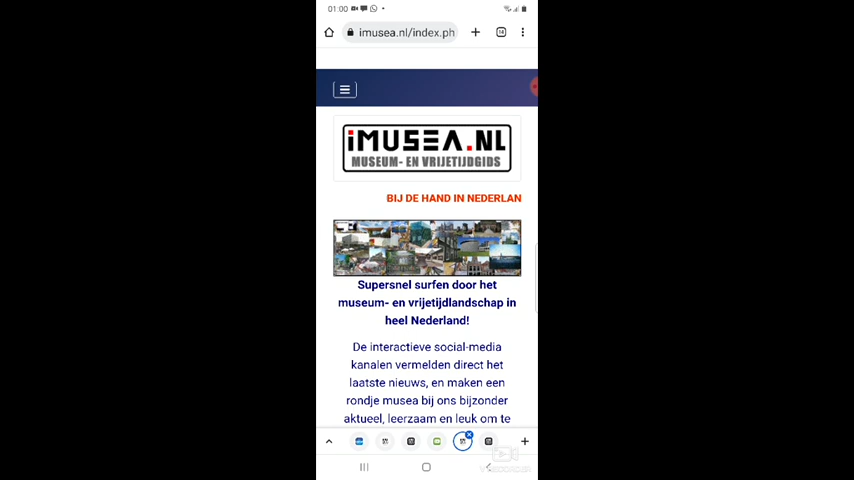 01:00
imusea.nl/index.ph
14
iMUSEA.NL
MUSEUM- EN VRIJETIJDGIDS
BIJ DE HAND IN NEDERLAN
Supersnel surfen door het
museum- en vrijetijdlandschap in
heel Nederland!
De interactieve social-media
kanalen vermelden direct het
laatste nieuws, en maken een
rondje musea bij ons bijzonder
aktueel, leerzaam en leuk om te